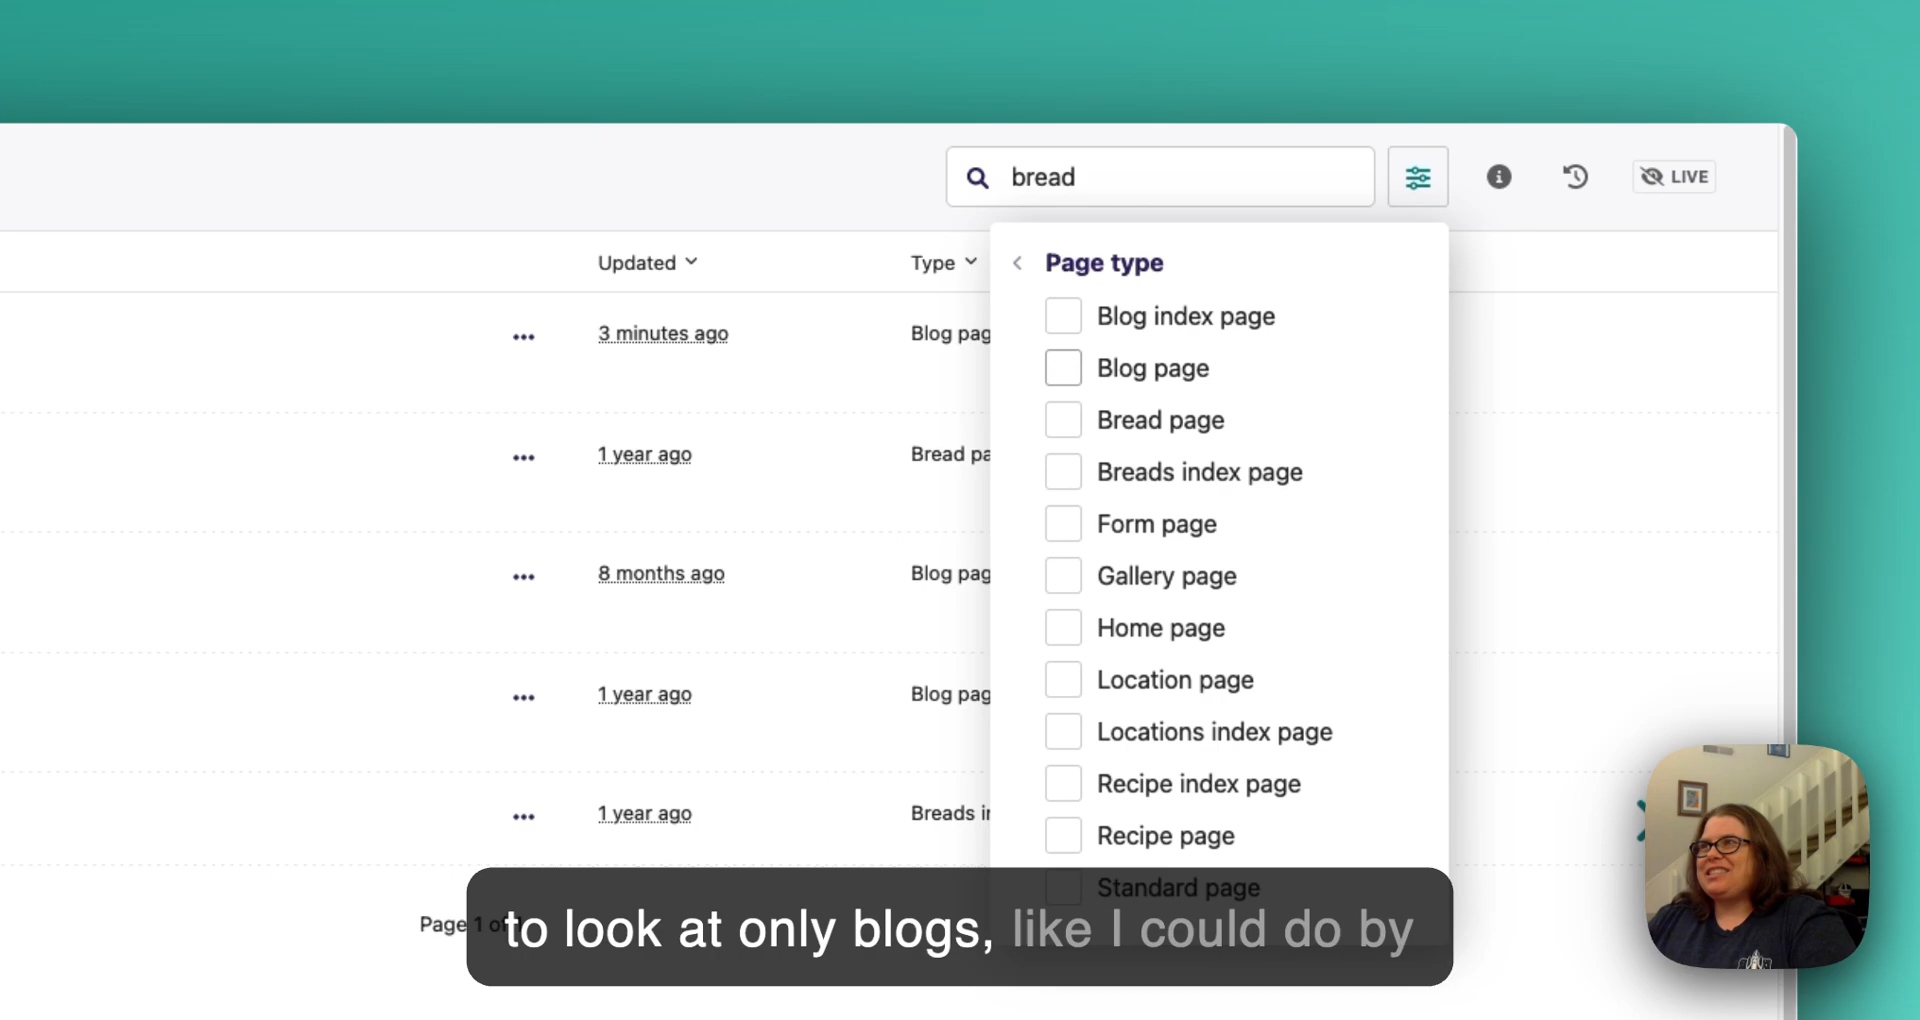 bread
LIVE
Updated
Type
Page type
Blog index page
3 minutes ago
Blog pag
Blog page
Bread page
1 year ago
Bread pa
Breads index page
Form page
8 months ago
Blog pag
Gallery page
Home page
1 year ago
Blog pag
Location page
Locations index page
Recipe index page
1 year ago
Breads i
Recipe page
Standard page
Page 1 of
to look at only blogs, like I could do by